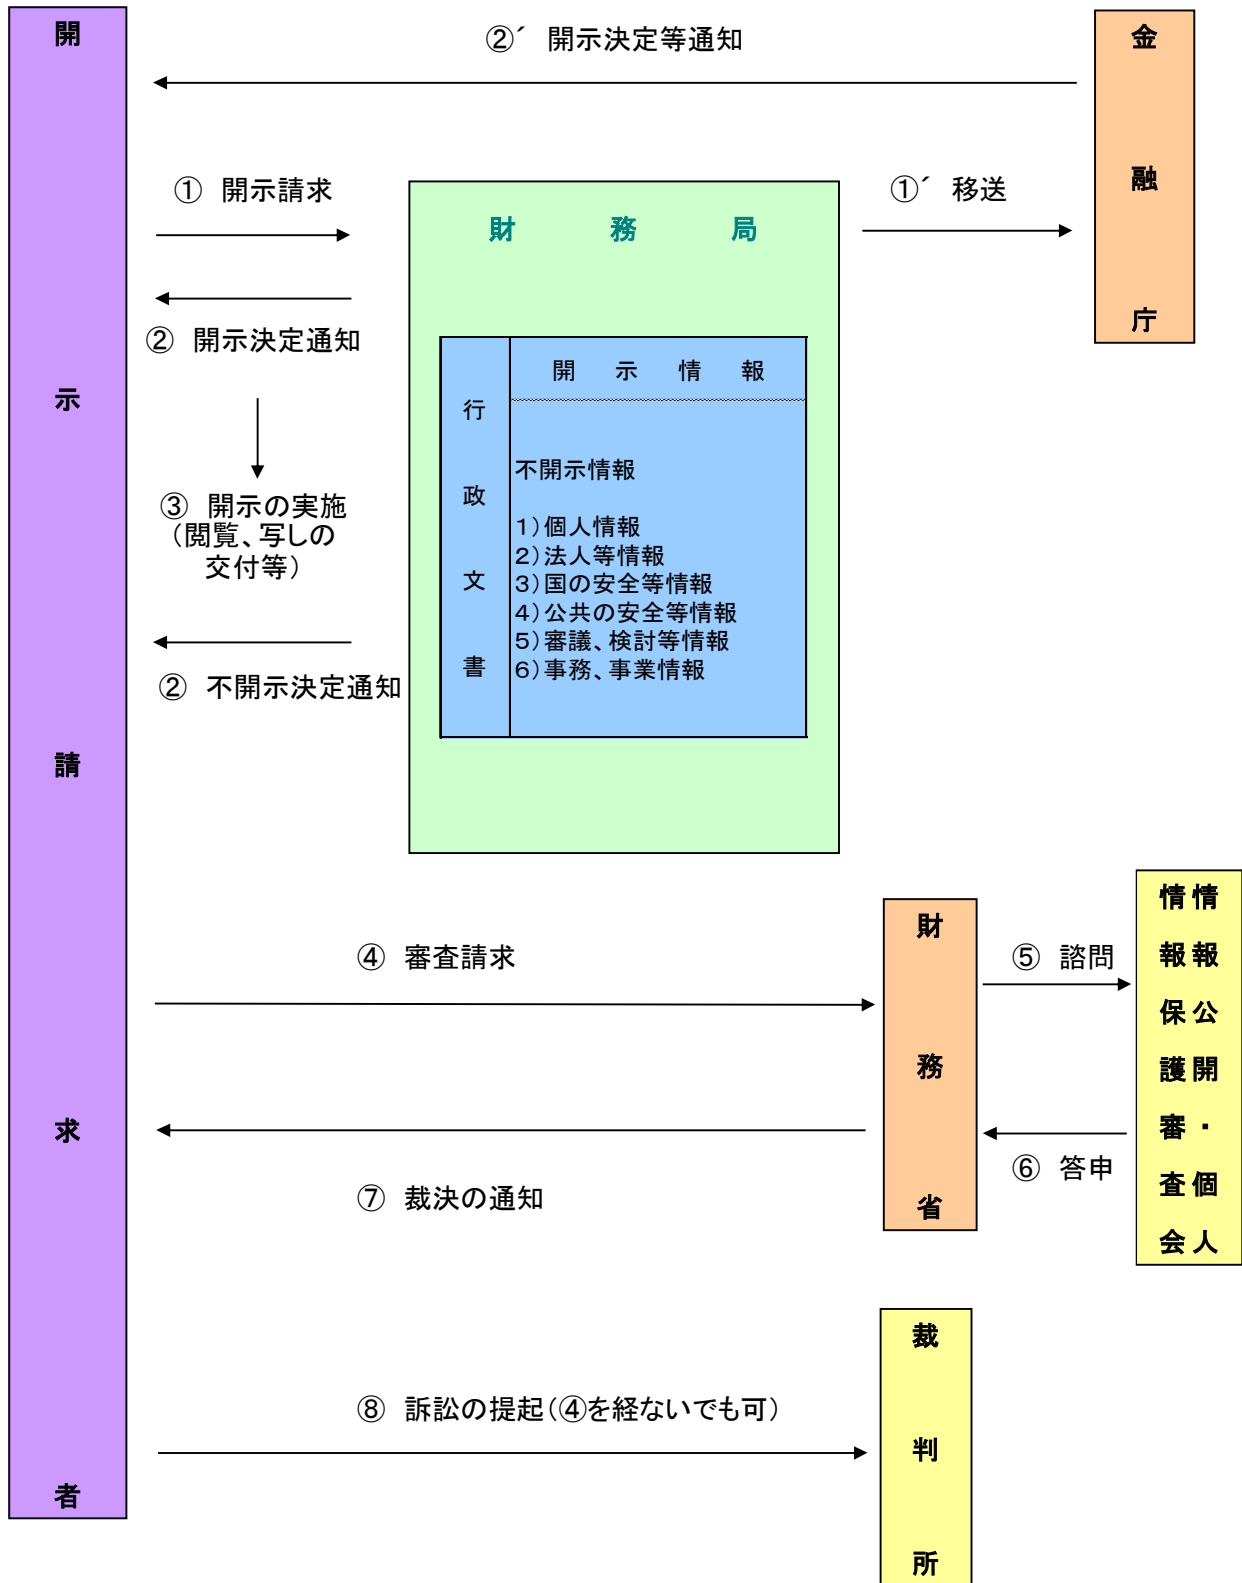 開示請求者
②´ 開示決定等通知
金融庁
① 開示請求
①´ 移送
財務局
② 開示決定通知
行政文書
開示情報
不開示情報
1）個人情報
2）法人等情報
3）国の安全等情報
4）公共の安全等情報
5）審議、検討等情報
6）事務、事業情報
③ 開示の実施
（閲覧、写しの
交付等）
② 不開示決定通知
④ 審査請求
財務省
⑤ 諮問
情報公開・個人
情報保護審査会
⑥ 答申
⑦ 裁決の通知
⑧ 訴訟の提起（④を経ないでも可）
裁判所